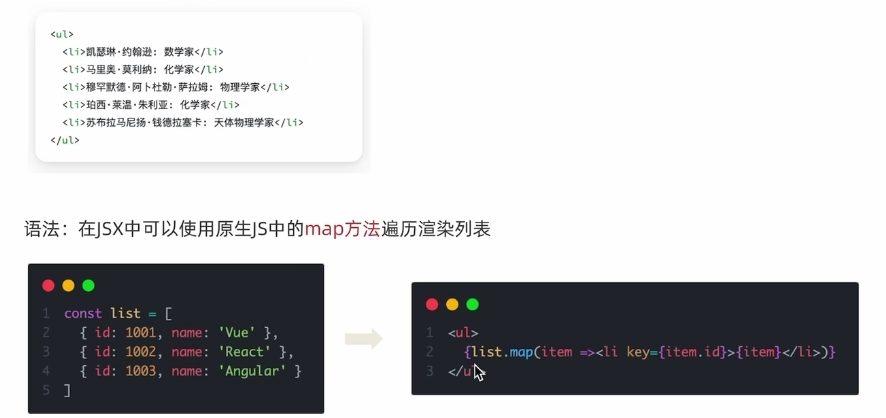 <ul>
<li>凯瑟琳·约翰逊: 数学家</li>
<li>马里奥·莫利纳: 化学家</li>
<li>穆罕默德·阿卜杜勒·萨拉姆: 物理学家</li>
<li>珀西·莱温·朱利亚: 化学家</li>
<li>苏布拉马尼扬·钱德拉塞卡: 天体物理学家</li>
</ul>
语法：在JSX中可以使用原生JS中的map方法遍历渲染列表
1 const list = [
2 { id: 1001, name: 'Vue' },
3 { id: 1002, name: 'React' },
4 { id: 1003, name: 'Angular' }
5 ]
1 <ul>
2 {list.map(item =><li key={item.id}>{item}</li>)}
3 </ul>